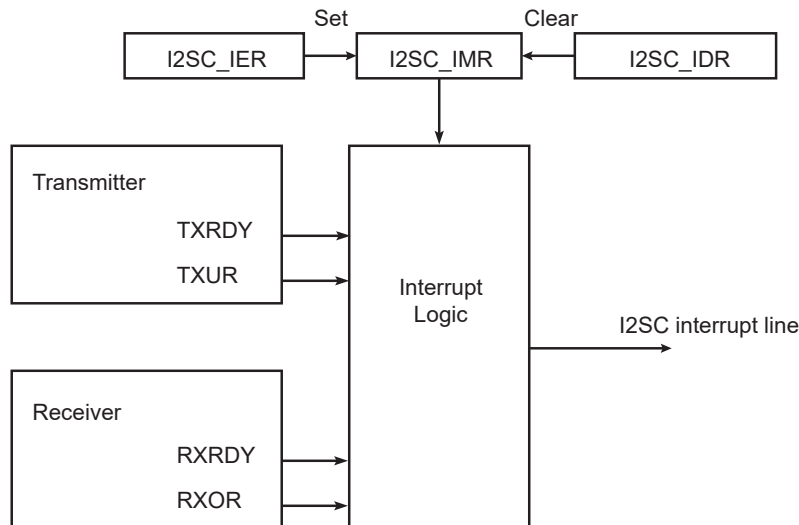 Set
Clear
I2SC_IER
I2SC_IMR
I2SC_IDR
Transmitter
TXRDY
TXUR
Interrupt
Logic
I2SC interrupt line
Receiver
RXRDY
RXOR